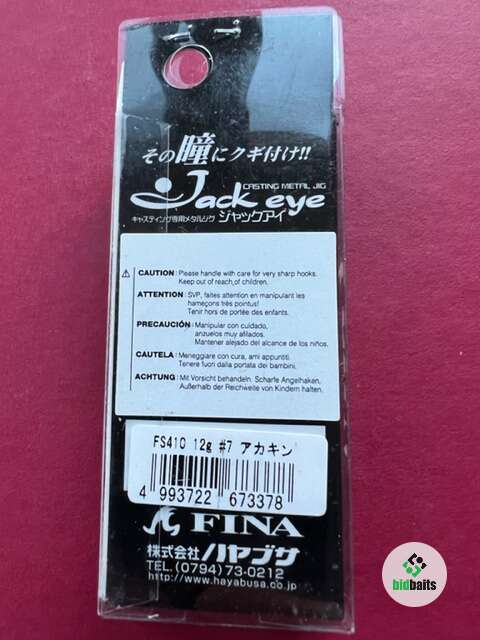 その瞳にクギ付け!!
CASTING METAL JIG
Jack eye
キャスティング専用メタルジグ ジャックアイ
⚠ CAUTION : Please handle with care for very sharp hooks.
Keep out of reach of children.
ATTENTION : SVP, faites attention en manipulant les
hameçons très pointus!
Tenir hors de portée des enfants.
PRECAUCIÓN : Manipular con cuidado,
anzuelos muy afilados.
Mantener alejado del alcance de los niños.
CAUTELA : Meneggiare con cura, ami appuntiti.
Tenere fuori dalla portata dei bambini.
ACHTUNG : Mit Vorsicht behandeln. Scharfe Angelhaken,
Außerhalb der Reichweite von Kindern halten.
FS410 12g #7 アカキン
4 993722 673378
FINA
株式会社ハヤブサ
TEL.(0794)73-0212
http://www.hayabusa.co.jp
bidbaits